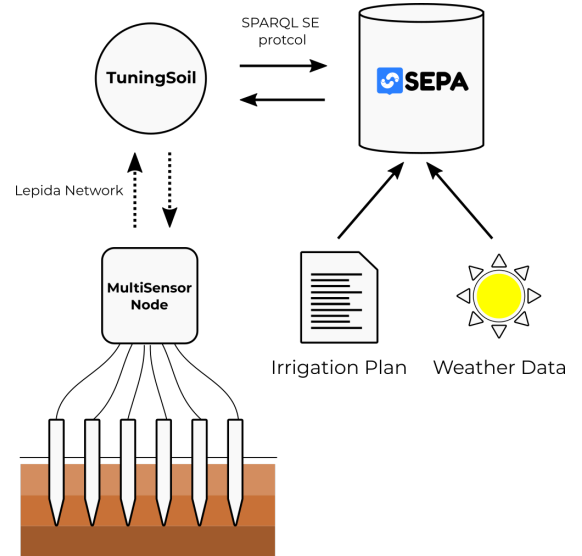 SPARQL SE
protcol
TuningSoil
SEPA
Lepida Network
MultiSensor
Node
Irrigation Plan
Weather Data